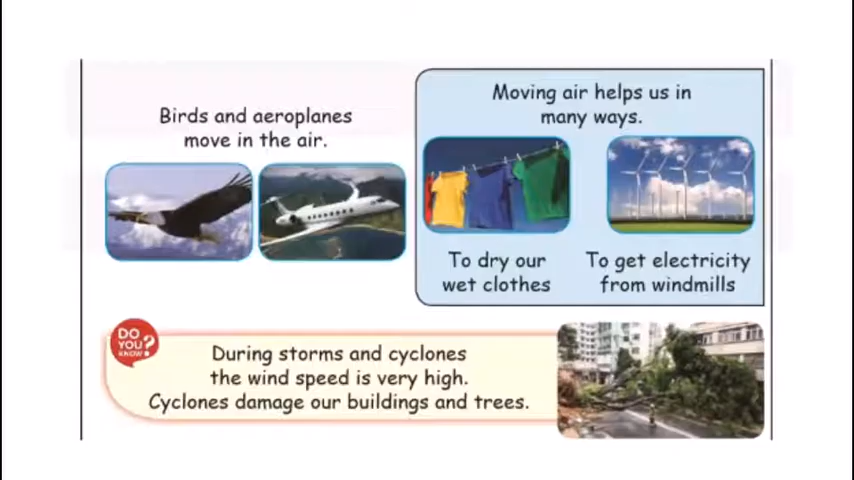 Birds and aeroplanes
move in the air.
Moving air helps us in
many ways.
To dry our
wet clothes
To get electricity
from windmills
DO
YOU?
KNOW!
During storms and cyclones
the wind speed is very high.
Cyclones damage our buildings and trees.